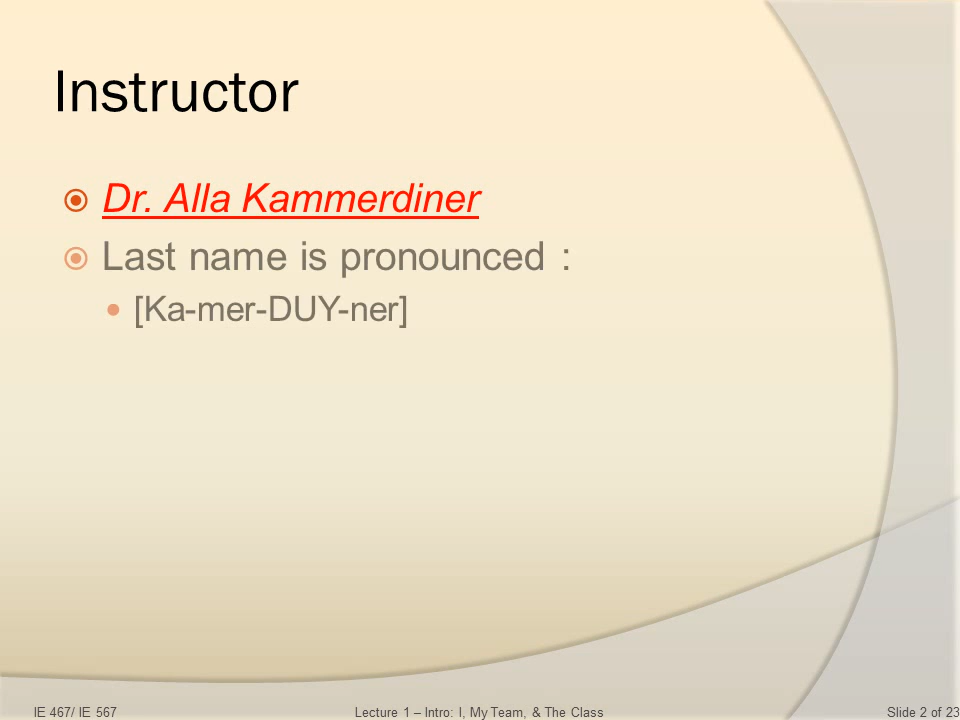 Instructor
Dr. Alla Kammerdiner
Last name is pronounced :
[Ka-mer-DUY-ner]
IE 467/ IE 567
Lecture 1 – Intro: I, My Team, & The Class
Slide 2 of 23